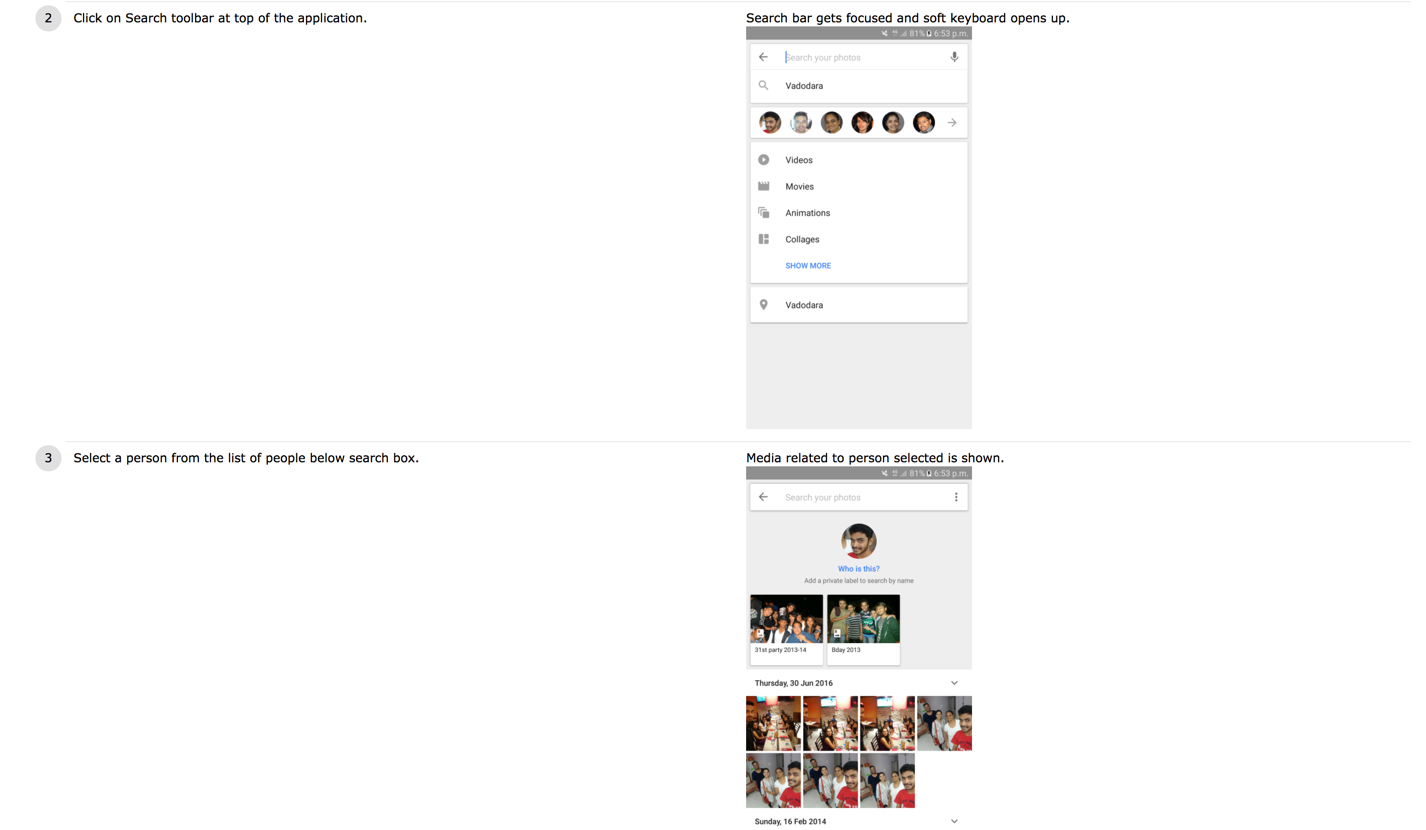 2
Click on Search toolbar at top of the application.
Search bar gets focused and soft keyboard opens up.
81% 6:53 p.m.
Search your photos
Vadodara
Videos
Movies
Animations
Collages
SHOW MORE
Vadodara
3
Select a person from the list of people below search box.
Media related to person selected is shown.
81% 6:53 p.m.
Search your photos
Who is this?
Add a private label to search by name
31st party 2013-14
Bday 2013
Thursday, 30 Jun 2016
Sunday, 16 Feb 2014